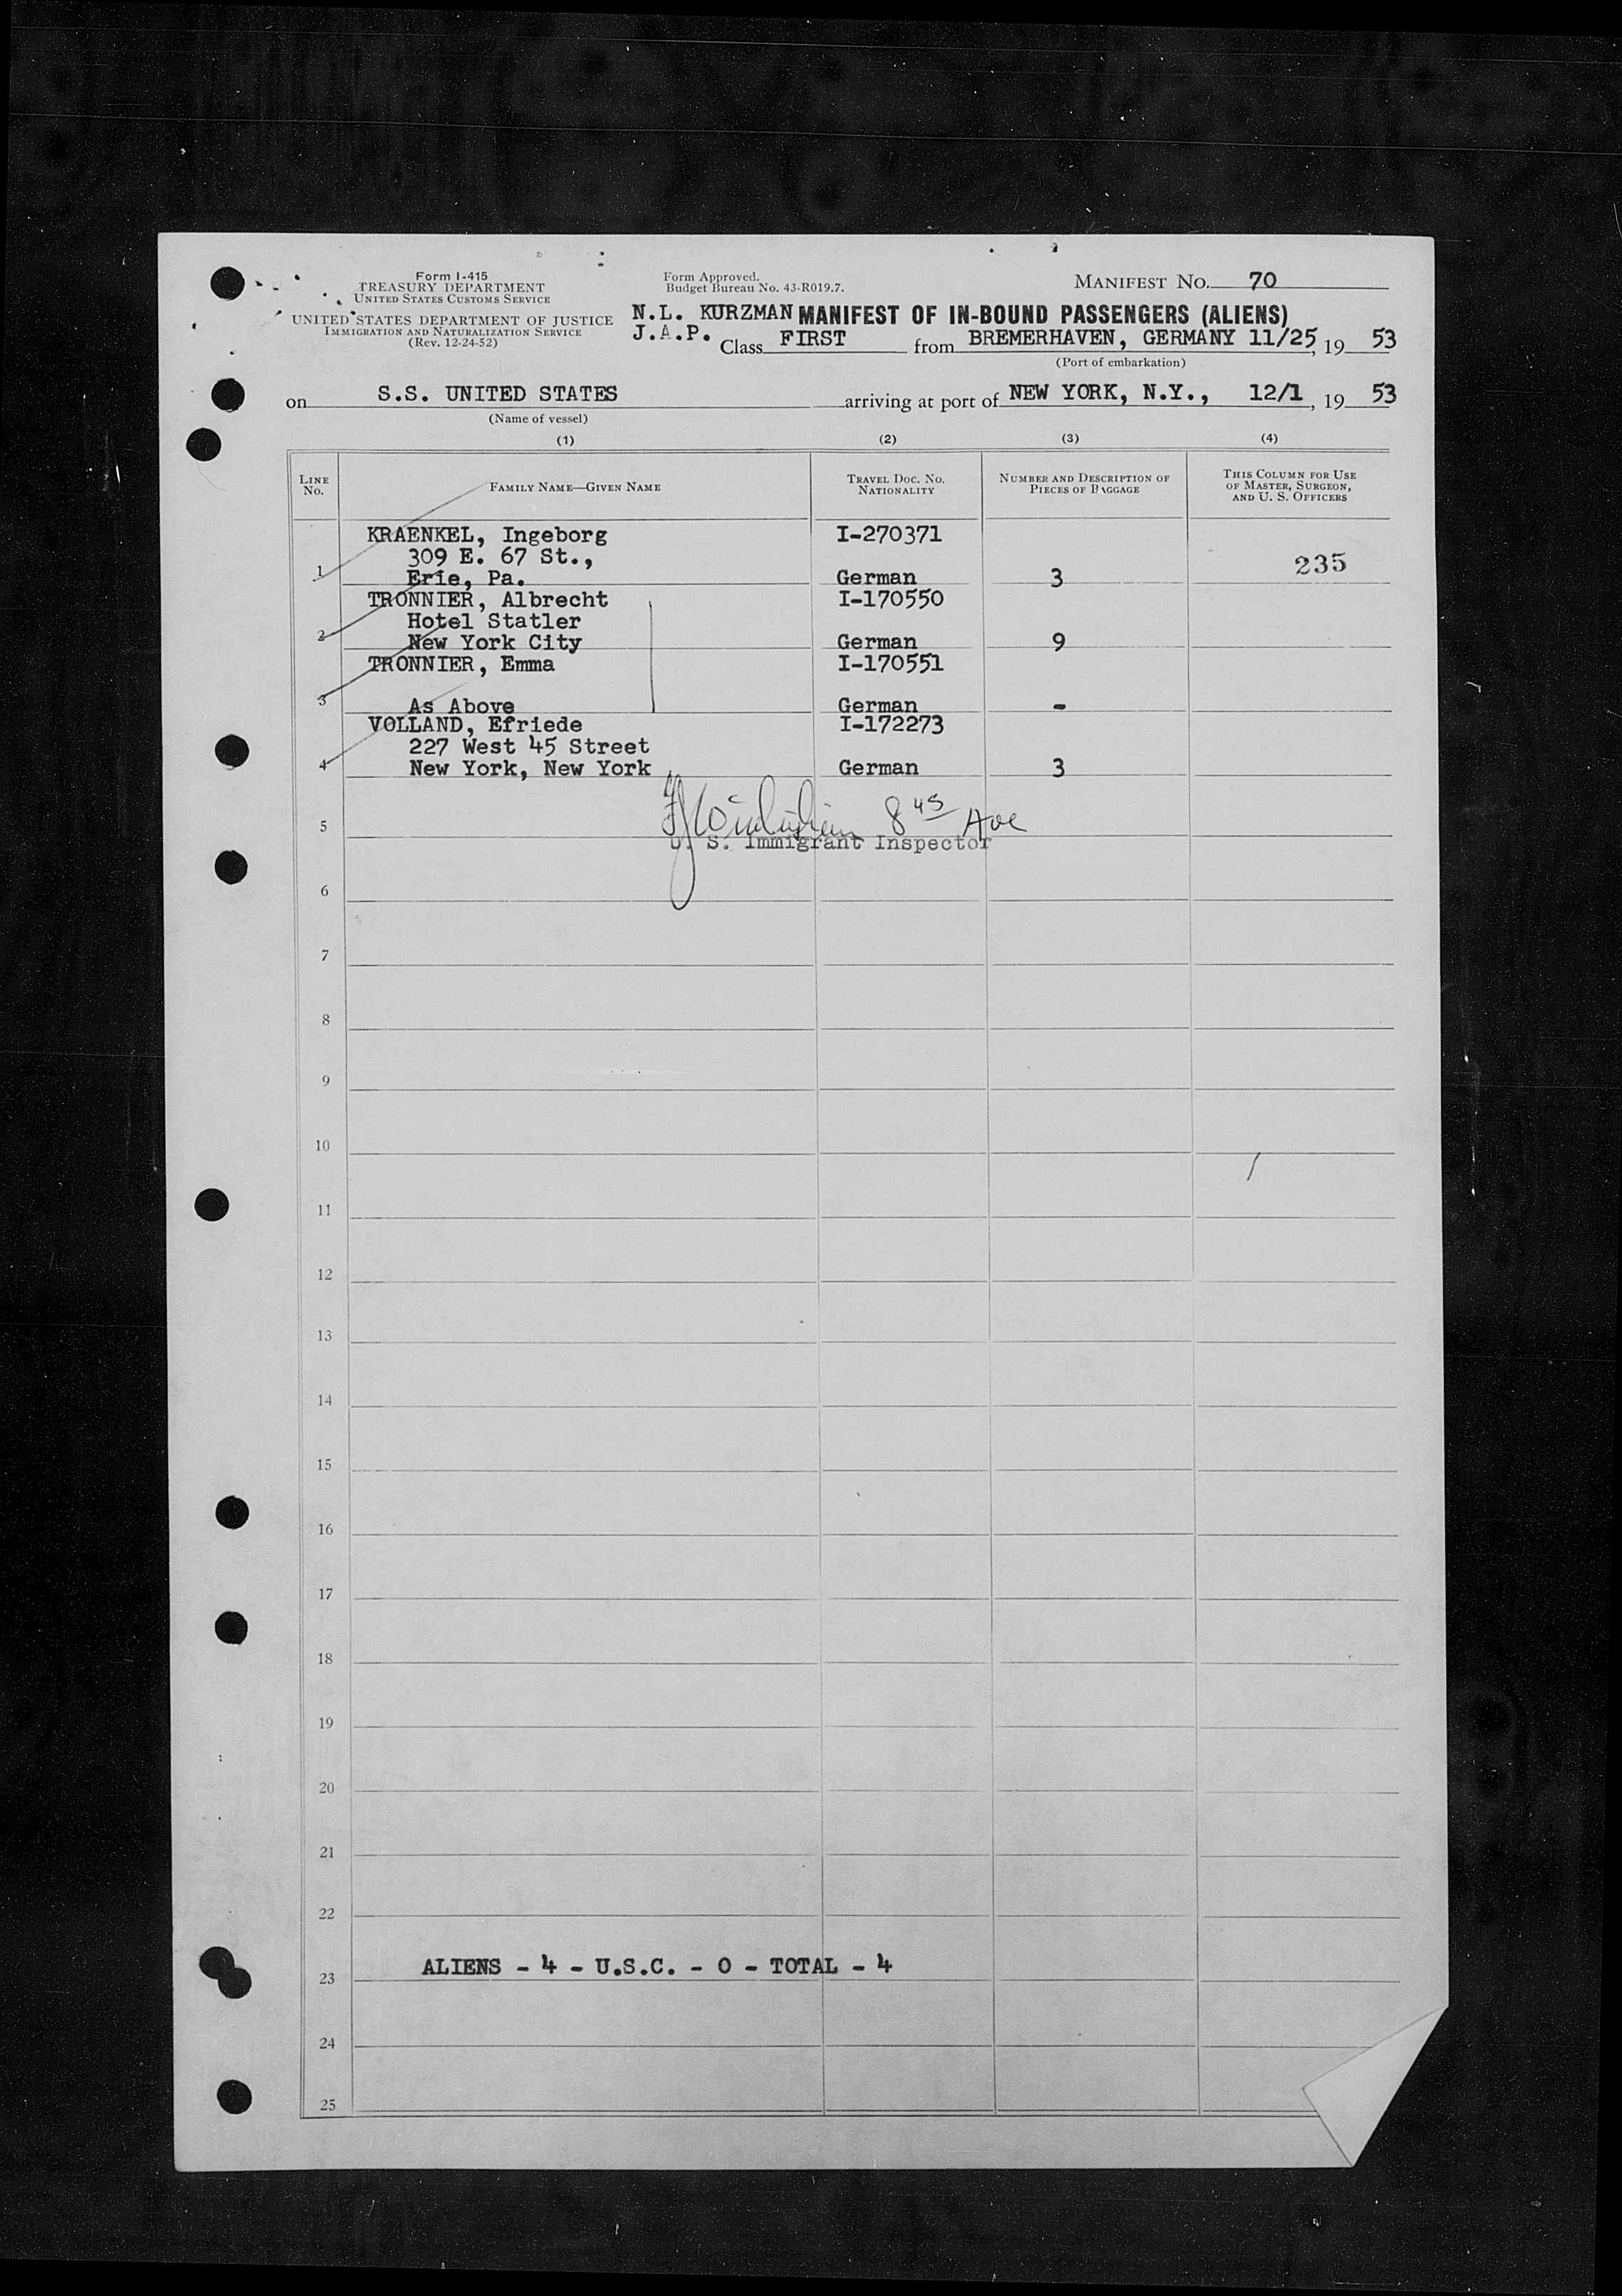 Form I-415
TREASURY DEPARTMENT
UNITED STATES CUSTOMS SERVICE
UNITED STATES DEPARTMENT OF JUSTICE
IMMIGRATION AND NATURALIZATION SERVICE
(Rev. 12-24-52)
Form Approved.
Budget Bureau No. 43-R019.7.
MANIFEST No. 70
N.L. KURZMAN MANIFEST OF IN-BOUND PASSENGERS (ALIENS)
J.A.P. Class FIRST from BREMERHAVEN, GERMANY 11/25, 19 53
(Port of embarkation)
on S.S. UNITED STATES arriving at port of NEW YORK, N.Y., 12/1, 19 53
(Name of vessel)
(1) (2) (3) (4)
LINE No. FAMILY NAME—GIVEN NAME TRAVEL DOC. NO. NATIONALITY NUMBER AND DESCRIPTION OF PIECES OF BAGGAGE THIS COLUMN FOR USE OF MASTER, SURGEON, AND U. S. OFFICERS
KRAENKEL, Ingeborg I-270371
309 E. 67 St., 235
1 Erie, Pa. German 3
TRONNIER, Albrecht I-170550
Hotel Statler
2 New York City German 9
TRONNIER, Emma I-170551
3 As Above German -
VOLLAND, Efriede I-172273
227 West 45 Street
4 New York, New York German 3
8 45
5
U. S. Immigrant Inspector
6
7
8
9
10
11
12
13
14
15
16
17
18
19
20
21
22
ALIENS - 4 - U.S.C. - 0 - TOTAL - 4
23
24
25